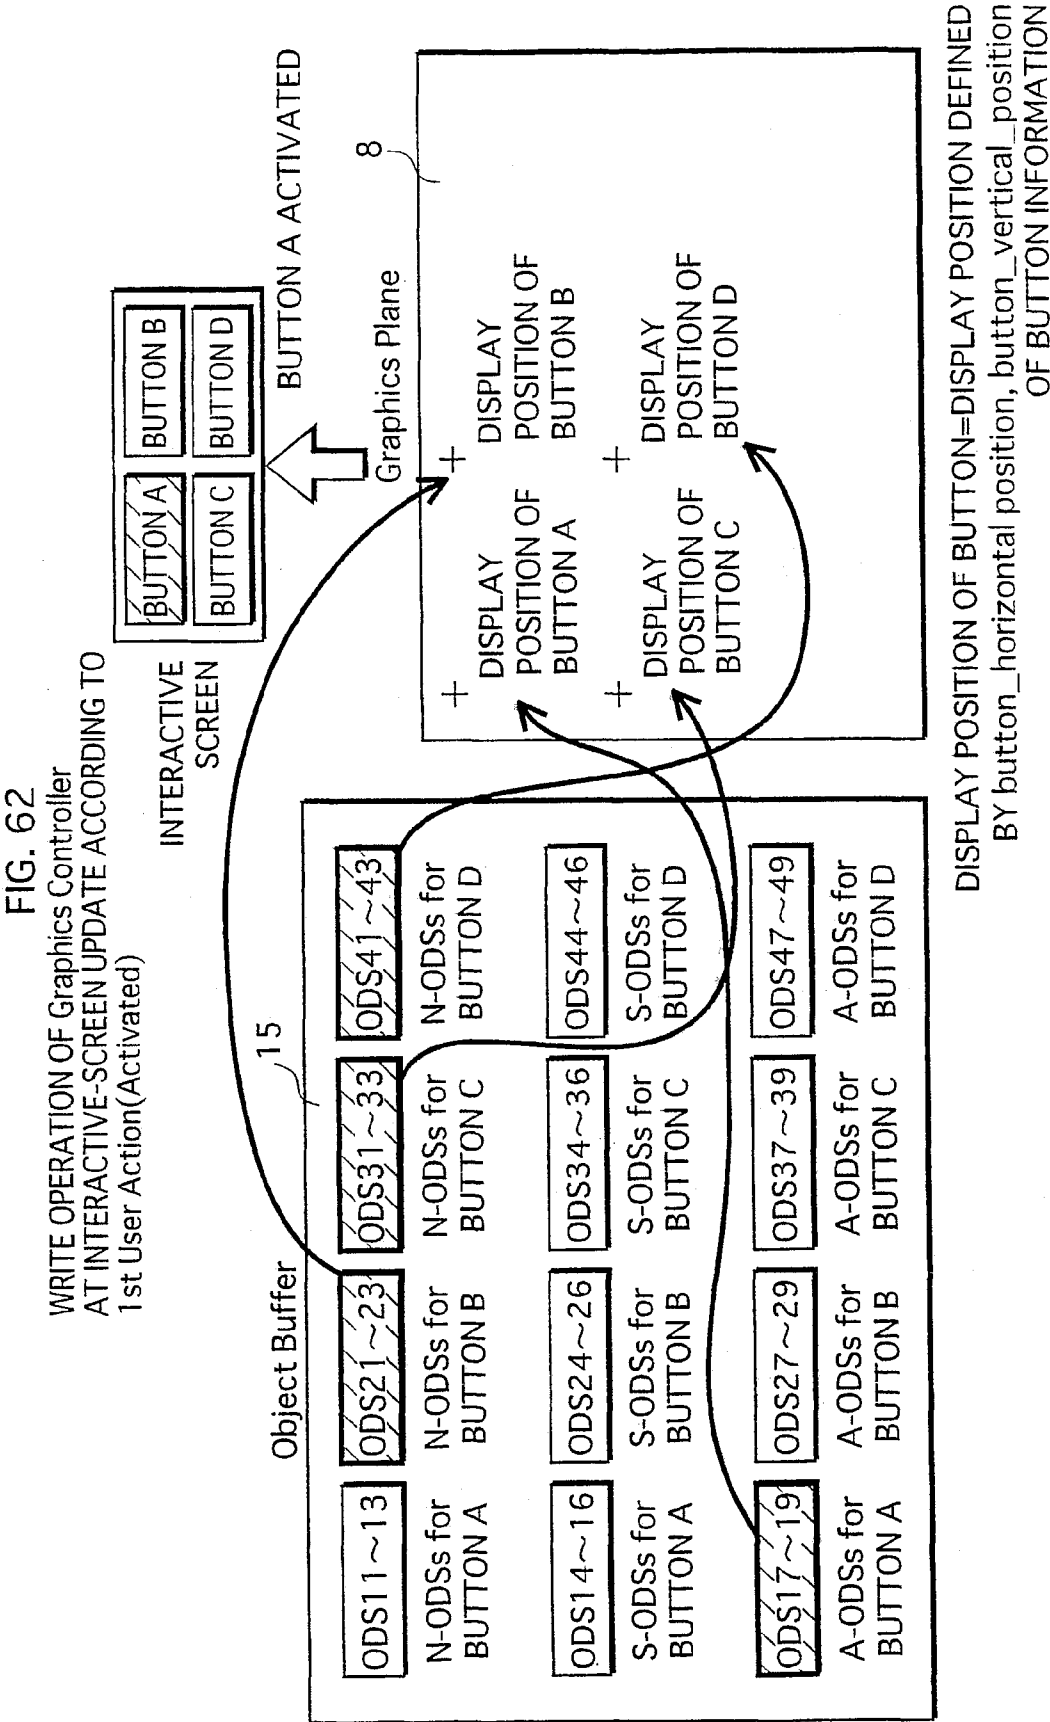 FIG. 62
WRITE OPERATION OF Graphics Controller
AT INTERACTIVE-SCREEN UPDATE ACCORDING TO
1st User Action(Activated)
INTERACTIVE
SCREEN
BUTTON A
BUTTON B
BUTTON C
BUTTON D
BUTTON A ACTIVATED
Object Buffer
15
ODS11~13
N-ODSs for
BUTTON A
ODS21~23
N-ODSs for
BUTTON B
ODS31~33
N-ODSs for
BUTTON C
ODS41~43
N-ODSs for
BUTTON D
ODS14~16
S-ODSs for
BUTTON A
ODS24~26
S-ODSs for
BUTTON B
ODS34~36
S-ODSs for
BUTTON C
ODS44~46
S-ODSs for
BUTTON D
ODS17~19
A-ODSs for
BUTTON A
ODS27~29
A-ODSs for
BUTTON B
ODS37~39
A-ODSs for
BUTTON C
ODS47~49
A-ODSs for
BUTTON D
Graphics Plane
8
DISPLAY
POSITION OF
BUTTON A
DISPLAY
POSITION OF
BUTTON B
DISPLAY
POSITION OF
BUTTON C
DISPLAY
POSITION OF
BUTTON D
DISPLAY POSITION OF BUTTON=DISPLAY POSITION DEFINED
BY button_horizontal position, button_vertical_position
OF BUTTON INFORMATION